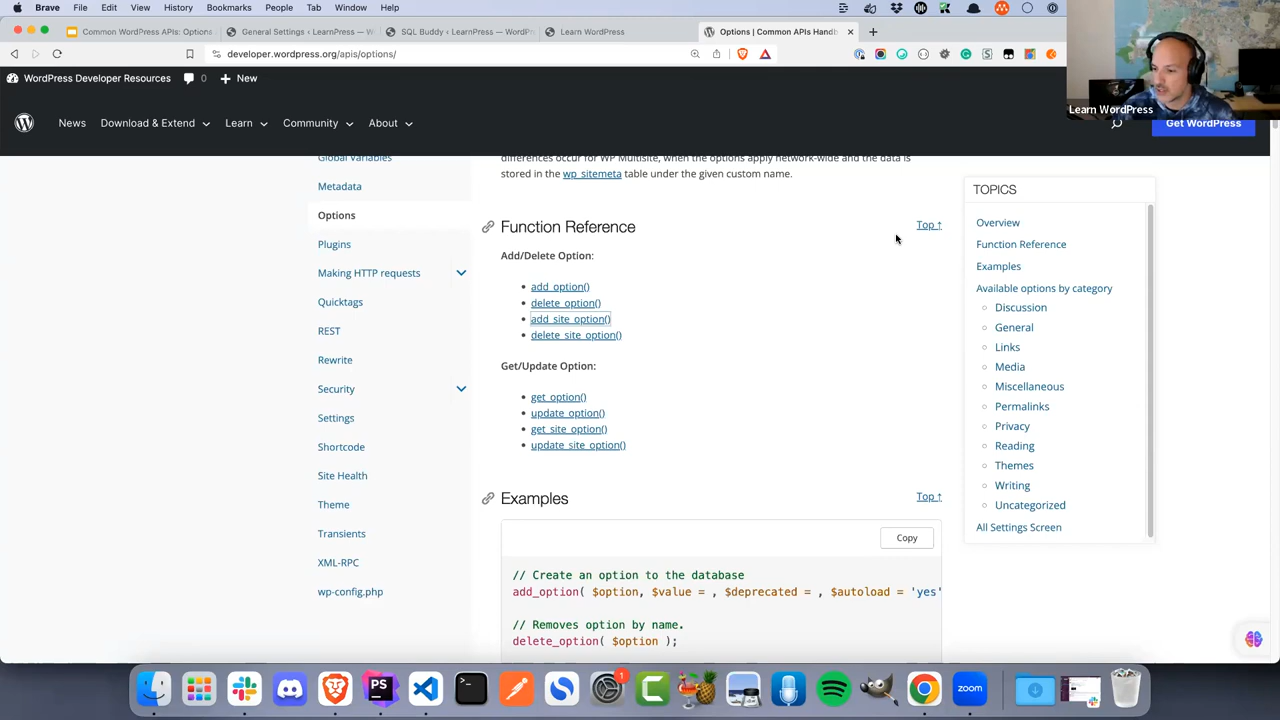 Brave File Edit View History Bookmarks People Tab Window Help
Common WordPress APIs: Options
General Settings ‹ LearnPress — W
SQL Buddy ‹ LearnPress — WordPr
Learn WordPress
Options | Common APIs Handb
developer.wordpress.org/apis/options/
WordPress Developer Resources 0 New
News Download & Extend Learn Community About Get WordPress
Learn WordPress
Global Variables
Metadata
Options
Plugins
Making HTTP requests
Quicktags
REST
Rewrite
Security
Settings
Shortcode
Site Health
Theme
Transients
XML-RPC
wp-config.php
differences occur for WP Multisite, when the options apply network-wide and the data is
stored in the wp_sitemeta table under the given custom name.
Function Reference Top ↑
Add/Delete Option:
add_option()
delete_option()
add_site_option()
delete_site_option()
Get/Update Option:
get_option()
update_option()
get_site_option()
update_site_option()
Examples Top ↑
Copy
// Create an option to the database
add_option( $option, $value = , $deprecated = , $autoload = 'yes'
// Removes option by name.
delete_option( $option );
TOPICS
Overview
Function Reference
Examples
Available options by category
Discussion
General
Links
Media
Miscellaneous
Permalinks
Privacy
Reading
Themes
Writing
Uncategorized
All Settings Screen
PS
1
zoom